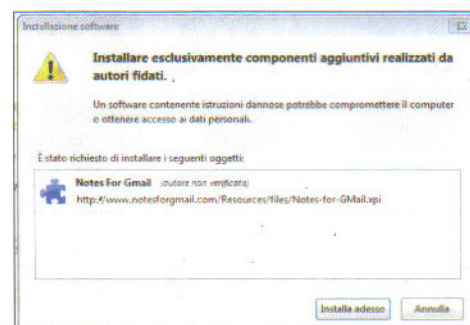 Installazione software
Installare esclusivamente componenti aggiuntivi realizzati da
autori fidati.
Un software contenente istruzioni dannose potrebbe compromettere il computer
o ottenere accesso ai dati personali.
È stato richiesto di installare i seguenti oggetti:
Notes For Gmail (autore non verificato)
http://www.notesforgmail.com/Resources/files/Notes-for-GMail.xpi
Installa adesso Annulla